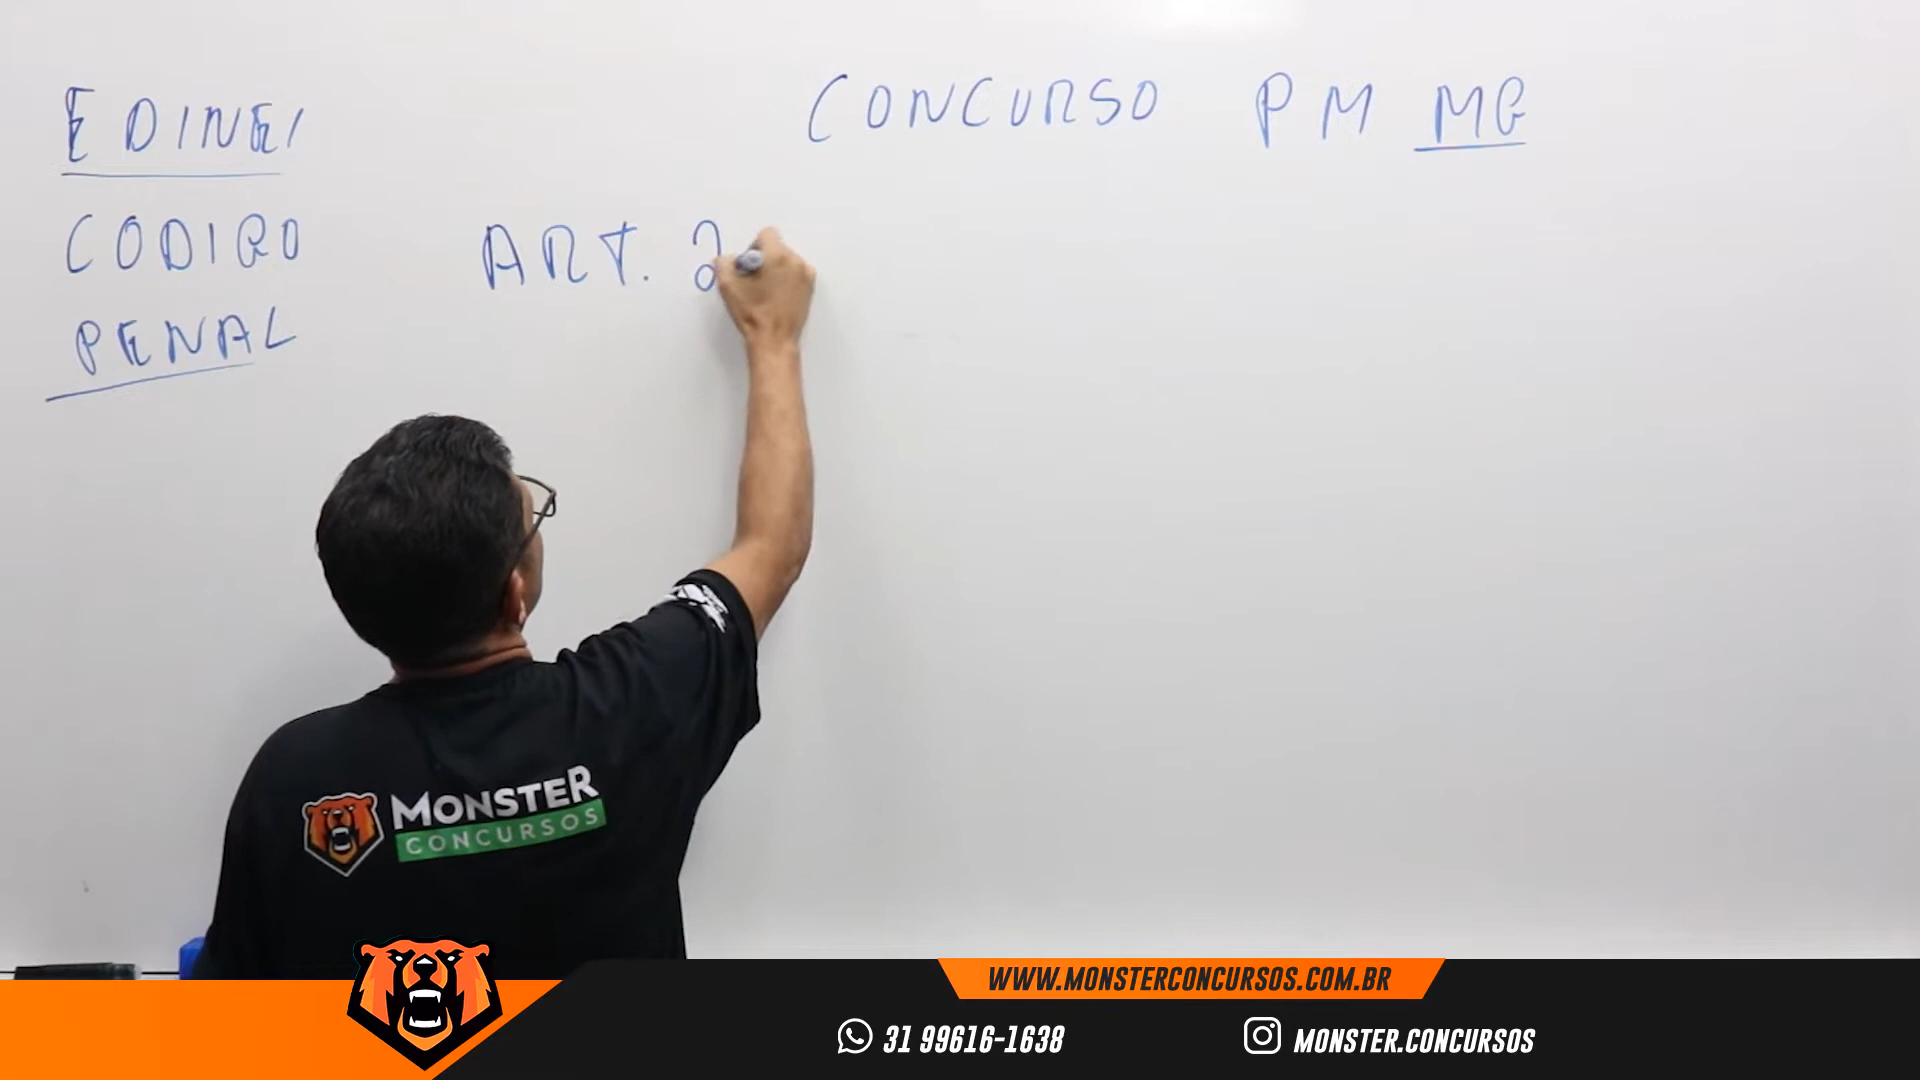 EDINEI
CONCURSO PM MG
CODIGO
PENAL
ART. 2
MONSTER
CONCURSOS
WWW.MONSTERCONCURSOS.COM.BR
31 99616-1638
MONSTER.CONCURSOS